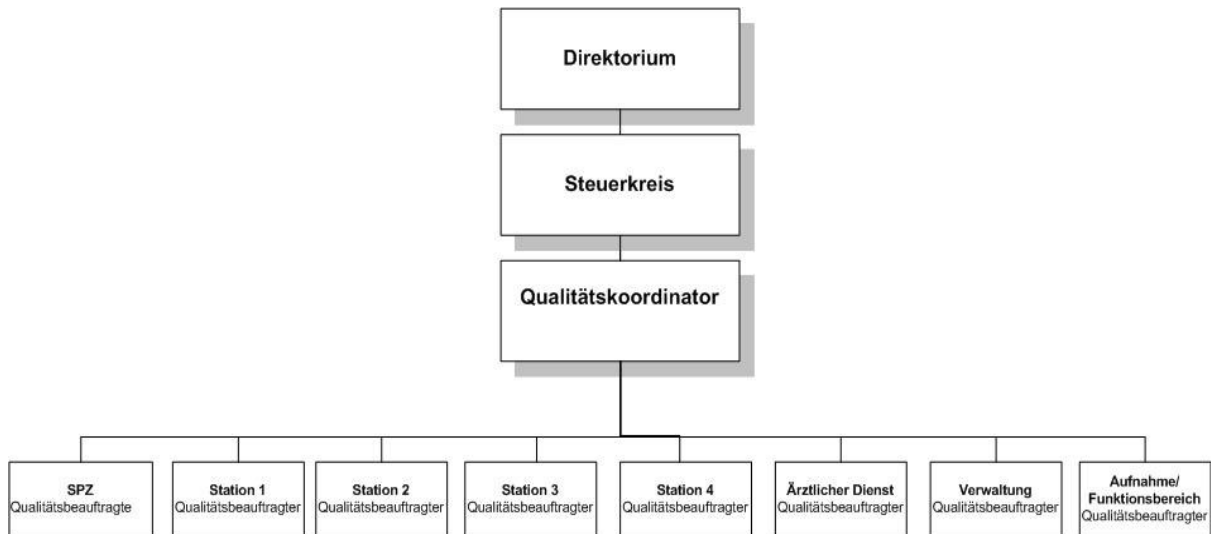 Direktorium
Steuerkreis
Qualitätskoordinator
SPZ
Qualitätsbeauftragte
Station 1
Qualitätsbeauftragter
Station 2
Qualitätsbeauftragter
Station 3
Qualitätsbeauftragter
Station 4
Qualitätsbeauftragter
Ärztlicher Dienst
Qualitätsbeauftragter
Verwaltung
Qualitätsbeauftragter
Aufnahme/
Funktionsbereich
Qualitätsbeauftragter